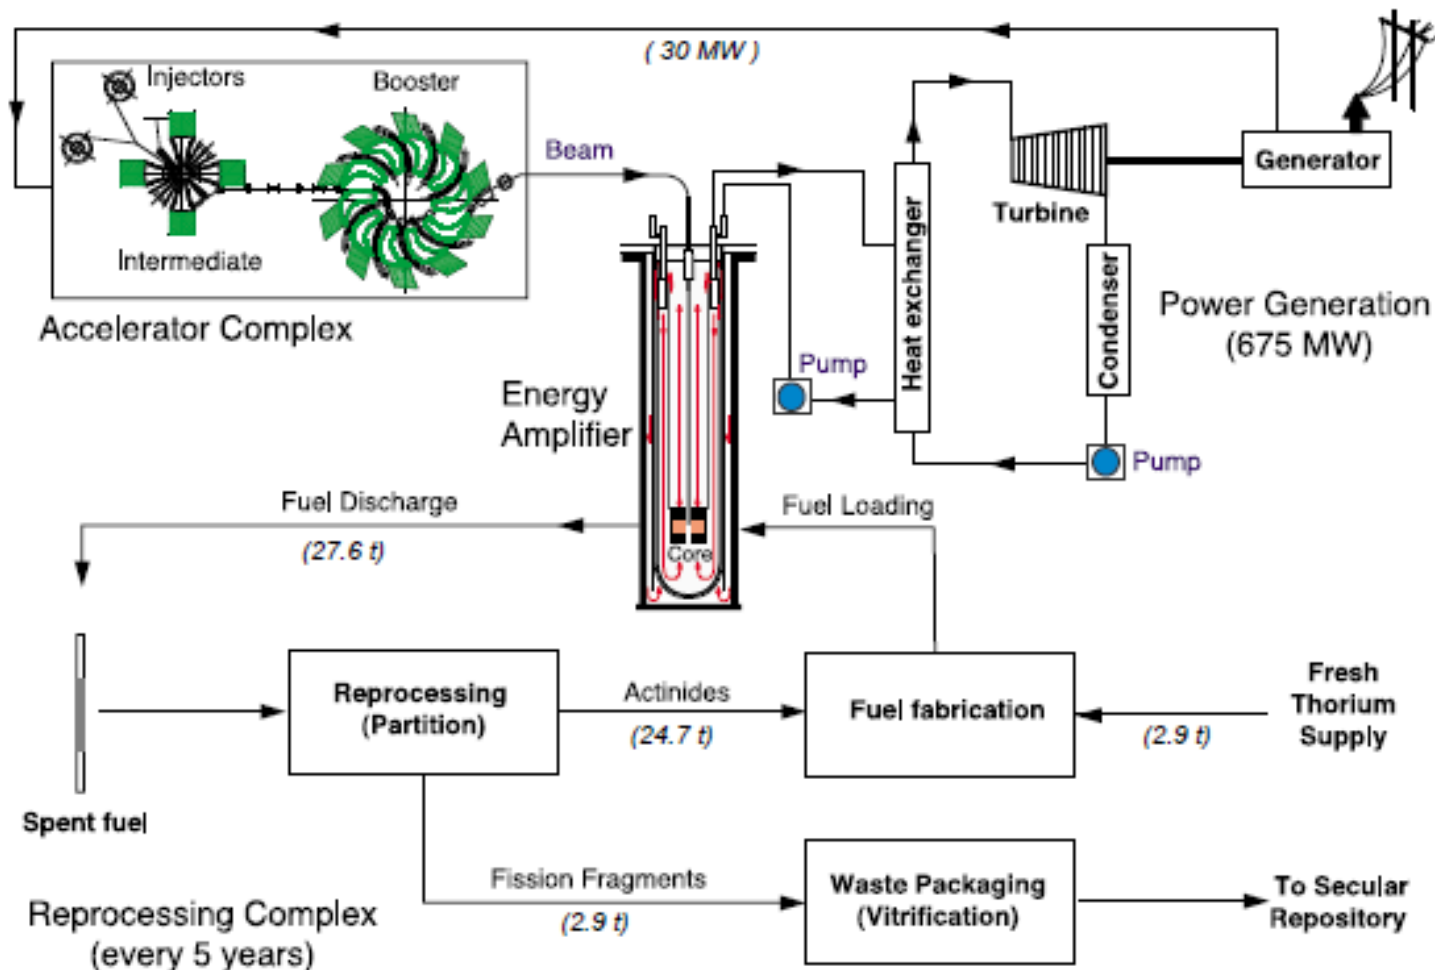 ( 30 MW )
Injectors
Booster
Intermediate
Accelerator Complex
Beam
Generator
Turbine
Heat exchanger
Condenser
Power Generation
(675 MW)
Pump
Pump
Energy
Amplifier
Fuel Discharge
(27.6 t)
Fuel Loading
Core
Spent fuel
Reprocessing
(Partition)
Actinides
(24.7 t)
Fuel fabrication
(2.9 t)
Fresh
Thorium
Supply
Fission Fragments
(2.9 t)
Waste Packaging
(Vitrification)
To Secular
Repository
Reprocessing Complex
(every 5 years)